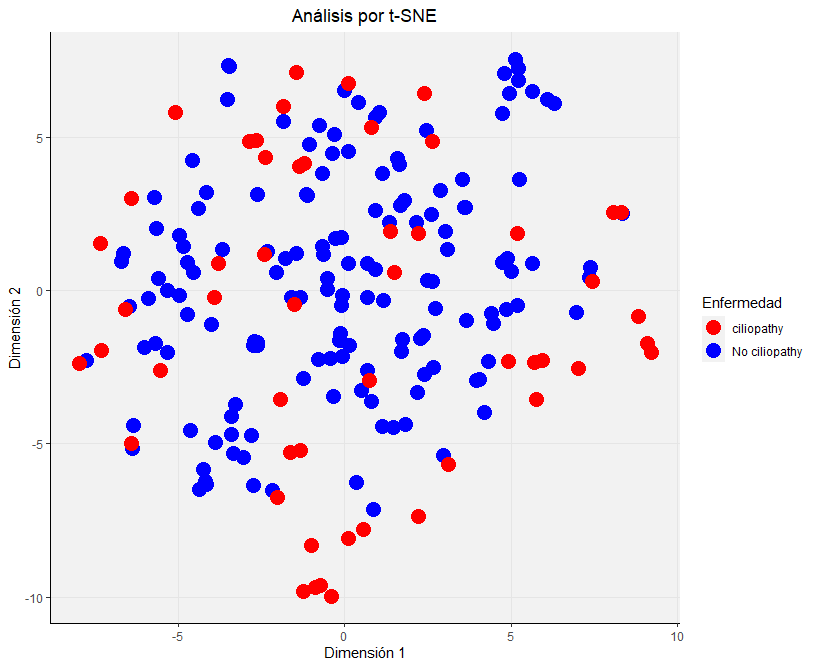 Análisis por t-SNE
5
0
-5
-10
Dimensión 2
-5
0
5
10
Dimensión 1
Enfermedad
ciliopathy
No ciliopathy